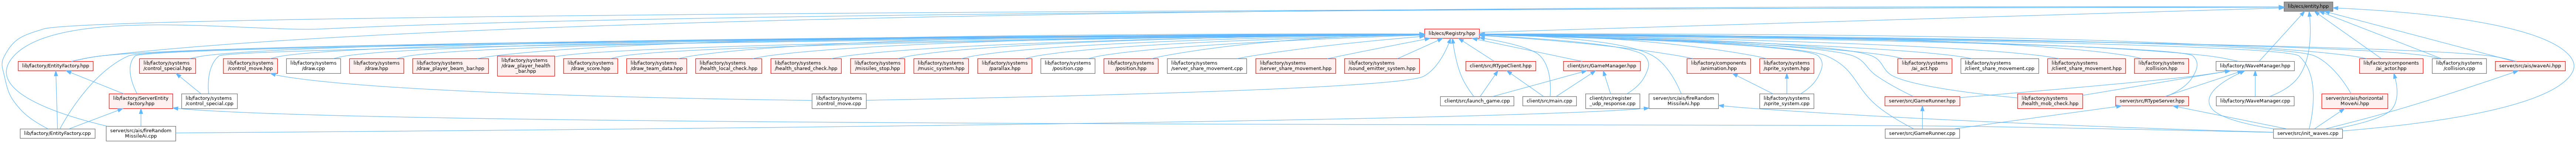 lib/ecs/entity.hpp
lib/ecs/Registry.hpp
lib/factory/EntityFactory.hpp
lib/factory/systems
/control_special.hpp
lib/factory/systems
/control_move.hpp
lib/factory/systems
/draw.cpp
lib/factory/systems
/draw.hpp
lib/factory/systems
/draw_player_beam_bar.hpp
lib/factory/systems
/draw_player_health
_bar.hpp
lib/factory/systems
/draw_score.hpp
lib/factory/systems
/draw_team_data.hpp
lib/factory/systems
/health_local_check.hpp
lib/factory/systems
/health_shared_check.hpp
lib/factory/systems
/missiles_stop.hpp
lib/factory/systems
/music_system.hpp
lib/factory/systems
/parallax.hpp
lib/factory/systems
/position.cpp
lib/factory/systems
/position.hpp
lib/factory/systems
/server_share_movement.cpp
lib/factory/systems
/server_share_movement.hpp
lib/factory/systems
/sound_emitter_system.hpp
client/src/RTypeClient.hpp
client/src/GameManager.hpp
lib/factory/components
/animation.hpp
lib/factory/systems
/sprite_system.hpp
lib/factory/systems
/ai_act.hpp
lib/factory/systems
/client_share_movement.cpp
lib/factory/systems
/client_share_movement.hpp
lib/factory/systems
/collision.hpp
lib/factory/WaveManager.hpp
lib/factory/components
/ai_actor.hpp
lib/factory/systems
/collision.cpp
server/src/ais/waveAi.hpp
lib/factory/ServerEntity
Factory.hpp
lib/factory/systems
/control_special.cpp
lib/factory/systems
/control_move.cpp
client/src/launch_game.cpp
client/src/main.cpp
client/src/register
_udp_response.cpp
server/src/ais/fireRandom
MissileAi.hpp
lib/factory/systems
/sprite_system.cpp
server/src/GameRunner.hpp
lib/factory/systems
/health_mob_check.hpp
server/src/RTypeServer.hpp
lib/factory/WaveManager.cpp
server/src/ais/horizontal
MoveAi.hpp
lib/factory/EntityFactory.cpp
server/src/ais/fireRandom
MissileAi.cpp
server/src/GameRunner.cpp
server/src/init_waves.cpp